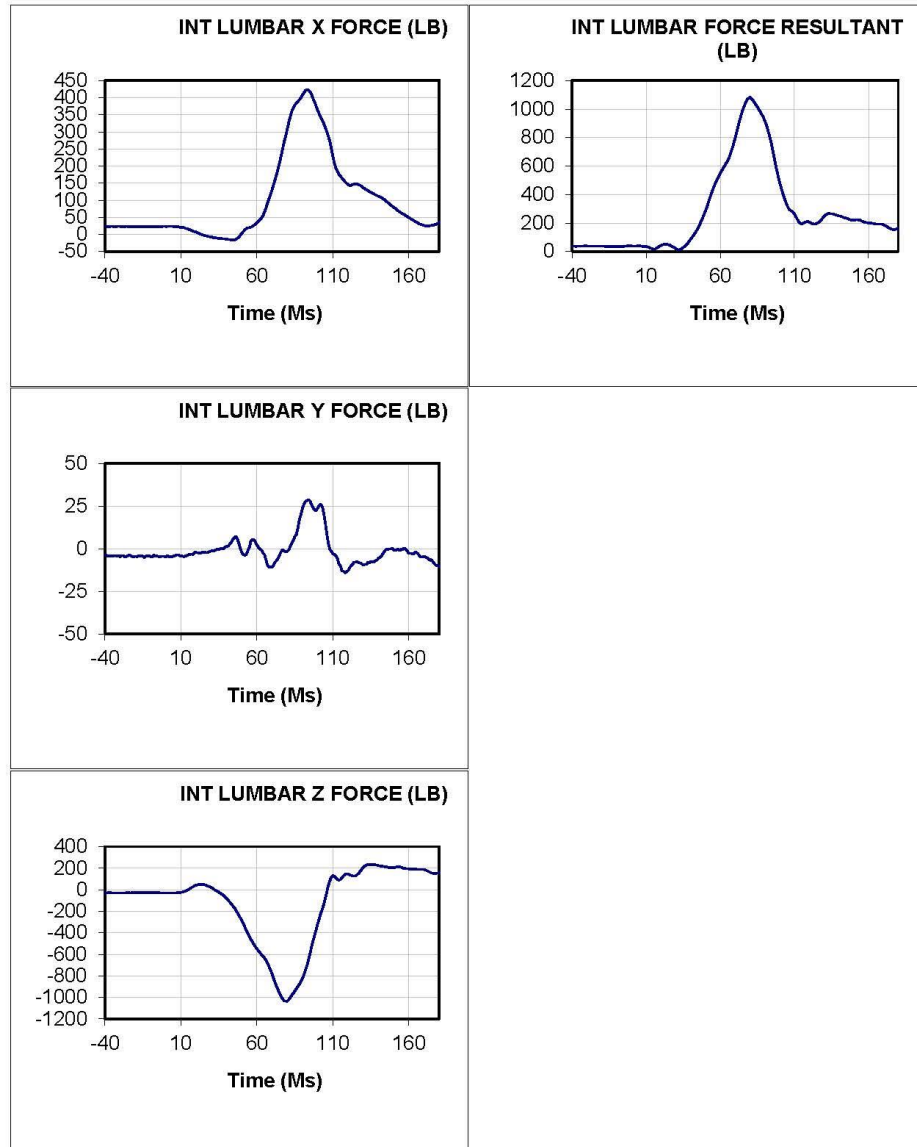 INT LUMBAR X FORCE (LB)
450
400
350
300
250
200
150
100
50
0
-50
-40 10 60 110 160
Time (Ms)
INT LUMBAR FORCE RESULTANT
(LB)
1200
1000
800
600
400
200
0
-40 10 60 110 160
Time (Ms)
INT LUMBAR Y FORCE (LB)
50
25
0
-25
-50
-40 10 60 110 160
Time (Ms)
INT LUMBAR Z FORCE (LB)
400
200
0
-200
-400
-600
-800
-1000
-1200
-40 10 60 110 160
Time (Ms)